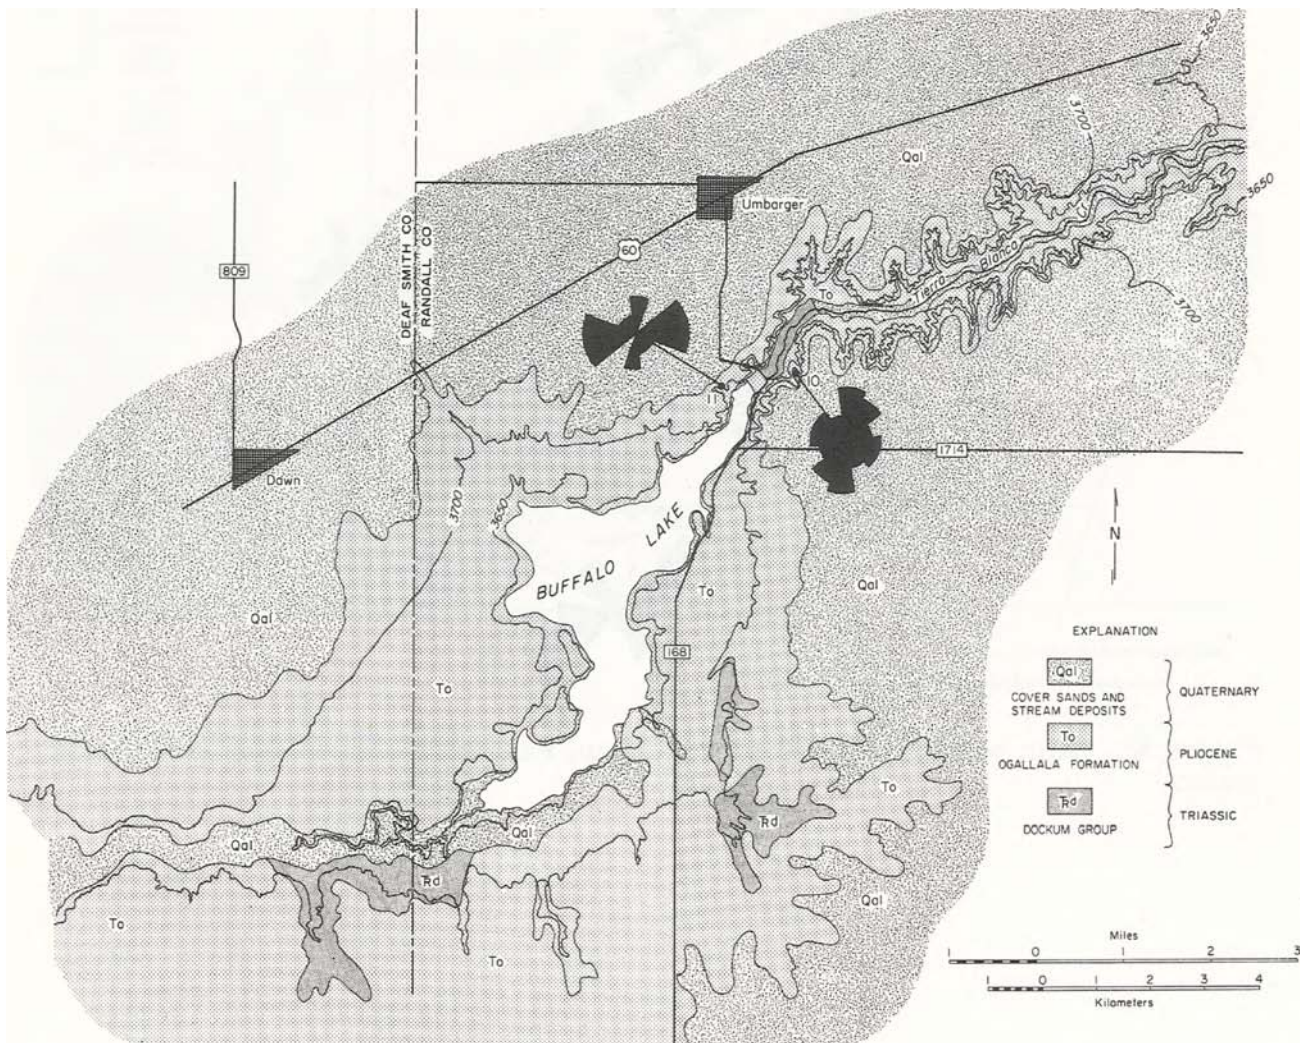 3650
3700
Qal
Umbarger
3650
DEAF SMITH CO
RANDALL CO
60
809
Tierra Blanco
3700
To
11
10
1714
Dawn
3700
3650
BUFFALO LAKE
N
To
Qal
Qal
168
To
EXPLANATION
Qal
COVER SANDS AND
STREAM DEPOSITS
QUATERNARY
To
OGALLALA FORMATION
PLIOCENE
Rd
DOCKUM GROUP
TRIASSIC
To
Rd
Qal
Qal
Rd
Qal
To
To
Miles
1 0 1 2 3
1 0 1 2 3 4
Kilometers